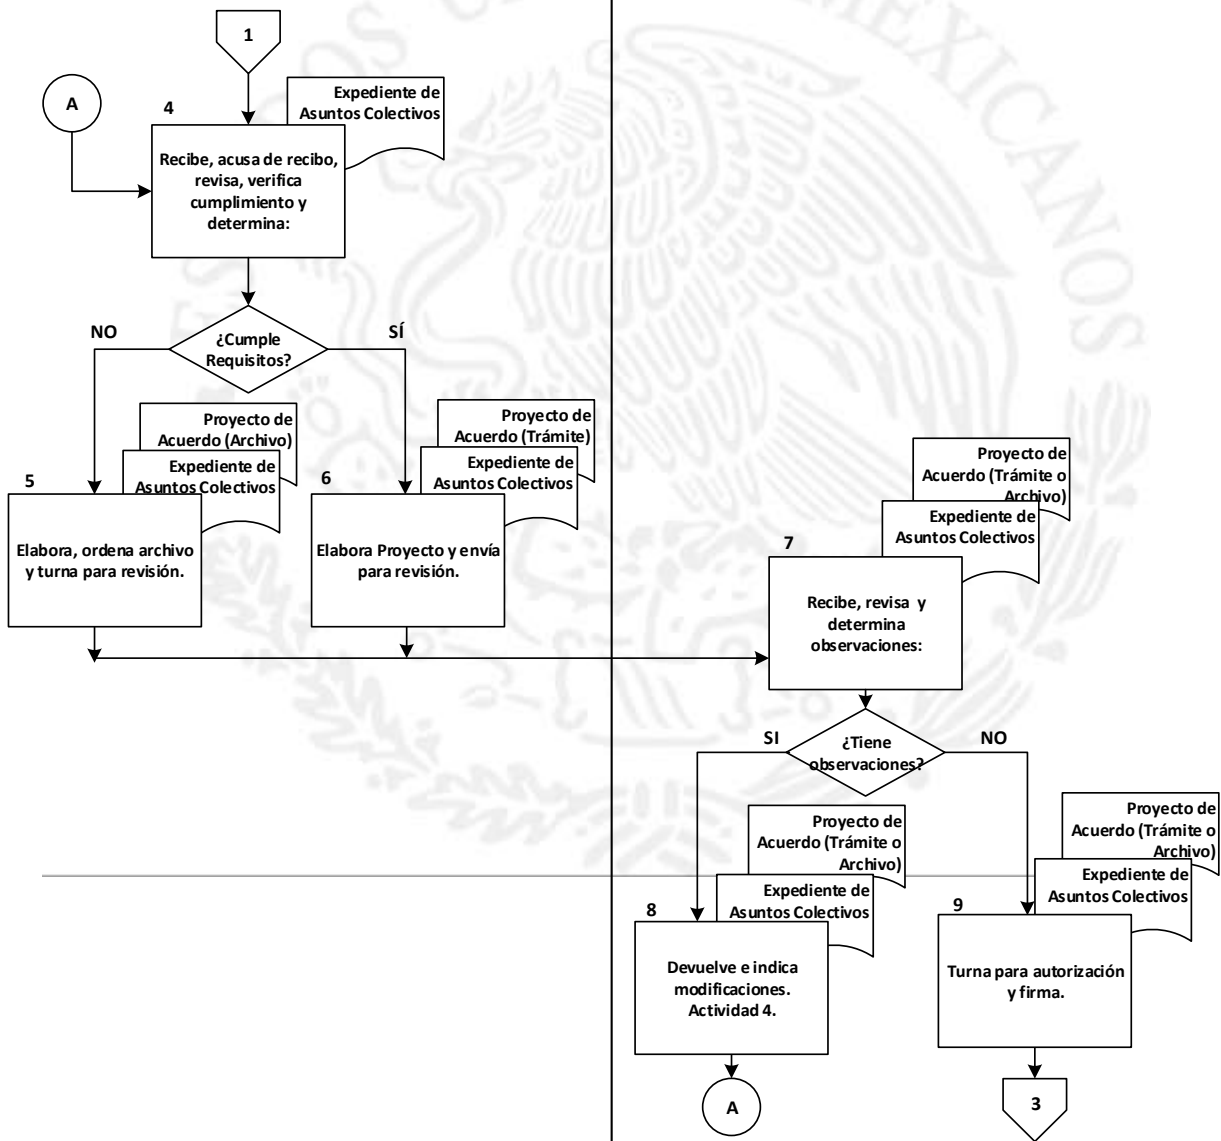 1
A
4
Expediente de
Asuntos Colectivos
Recibe, acusa de recibo,
revisa, verifica
cumplimiento y
determina:
NO
¿Cumple
Requisitos?
SÍ
Proyecto de
Acuerdo (Archivo)
Expediente de
Asuntos Colectivos
5
Elabora, ordena archivo
y turna para revisión.
Proyecto de
Acuerdo (Trámite)
Expediente de
Asuntos Colectivos
6
Elabora Proyecto y envía
para revisión.
Proyecto de
Acuerdo (Trámite o
Archivo)
Expediente de
Asuntos Colectivos
7
Recibe, revisa y
determina
observaciones:
SI
¿Tiene
observaciones?
NO
Proyecto de
Acuerdo (Trámite o
Archivo)
Expediente de
Asuntos Colectivos
8
Devuelve e indica
modificaciones.
Actividad 4.
A
Proyecto de
Acuerdo (Trámite o
Archivo)
Expediente de
Asuntos Colectivos
9
Turna para autorización
y firma.
3
MEXICANOS